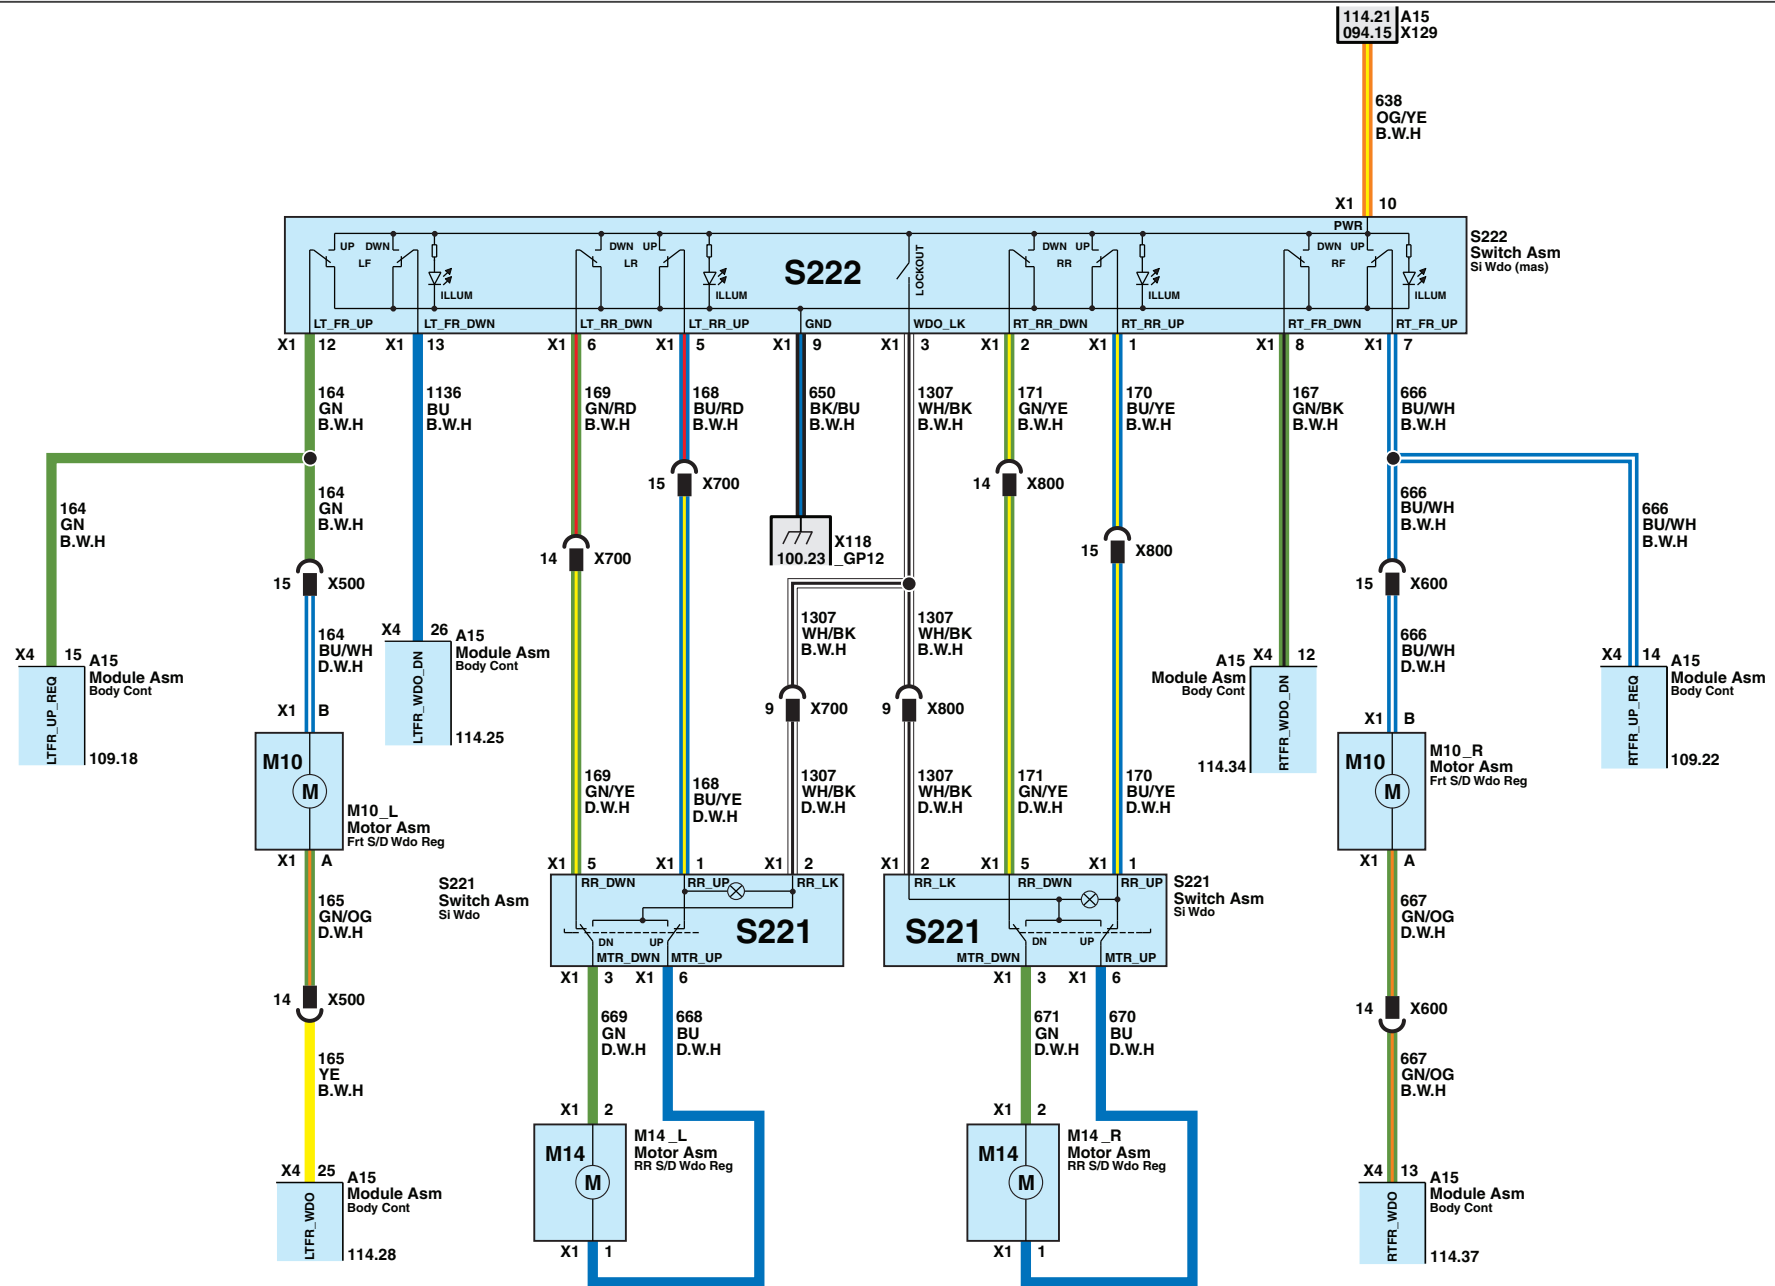 114.21 A15
094.15 X129
638
OG/YE
B.W.H
X1 10
PWR
S222
Switch Asm
Si Wdo (mas)
UP DWN
LF
ILLUM
DWN UP
LR
ILLUM
S222
LOCKOUT
DWN UP
RR
ILLUM
DWN UP
RF
ILLUM
LT_FR_UP LT_FR_DWN LT_RR_DWN LT_RR_UP GND WDO_LK RT_RR_DWN RT_RR_UP RT_FR_DWN RT_FR_UP
X1 12 X1 13 X1 6 X1 5 X1 9 X1 3 X1 2 X1 1 X1 8 X1 7
164
GN
B.W.H
1136
BU
B.W.H
169
GN/RD
B.W.H
168
BU/RD
B.W.H
650
BK/BU
B.W.H
1307
WH/BK
B.W.H
171
GN/YE
B.W.H
170
BU/YE
B.W.H
167
GN/BK
B.W.H
666
BU/WH
B.W.H
164
GN
B.W.H
164
GN
B.W.H
15 X700
14 X800
666
BU/WH
B.W.H
666
BU/WH
B.W.H
14 X700
X118
100.23 _GP12
15 X800
15 X500
15 X600
164
BU/WH
D.W.H
1307
WH/BK
B.W.H
1307
WH/BK
B.W.H
666
BU/WH
D.W.H
X4 15
A15
Module Asm
Body Cont
LTFR_UP_REQ
109.18
X4 26
A15
Module Asm
Body Cont
LTFR_WDO_DN
114.25
X4 12
A15
Module Asm
Body Cont
RTFR_WDO_DN
114.34
X4 14
A15
Module Asm
Body Cont
RTFR_UP_REQ
109.22
9 X700
9 X800
X1 B
M10
M
M10_L
Motor Asm
Frt S/D Wdo Reg
X1 A
X1 B
M10
M
M10_R
Motor Asm
Frt S/D Wdo Reg
X1 A
169
GN/YE
D.W.H
168
BU/YE
D.W.H
1307
WH/BK
D.W.H
1307
WH/BK
D.W.H
171
GN/YE
D.W.H
170
BU/YE
D.W.H
X1 5 X1 1 X1 2
X1 2 X1 5 X1 1
S221
Switch Asm
Si Wdo
RR_DWN RR_UP RR_LK
S221
DN UP
MTR_DWN MTR_UP
RR_LK RR_DWN RR_UP
S221
DN UP
MTR_DWN MTR_UP
S221
Switch Asm
Si Wdo
X1 3 X1 6
X1 3 X1 6
165
GN/OG
D.W.H
667
GN/OG
D.W.H
14 X500
14 X600
669
GN
D.W.H
668
BU
D.W.H
671
GN
D.W.H
670
BU
D.W.H
165
YE
B.W.H
667
GN/OG
B.W.H
X1 2
M14
M
M14_L
Motor Asm
RR S/D Wdo Reg
X1 1
X1 2
M14
M
M14_R
Motor Asm
RR S/D Wdo Reg
X1 1
X4 25
A15
Module Asm
Body Cont
LTFR_WDO
114.28
X4 13
A15
Module Asm
Body Cont
RTFR_WDO
114.37